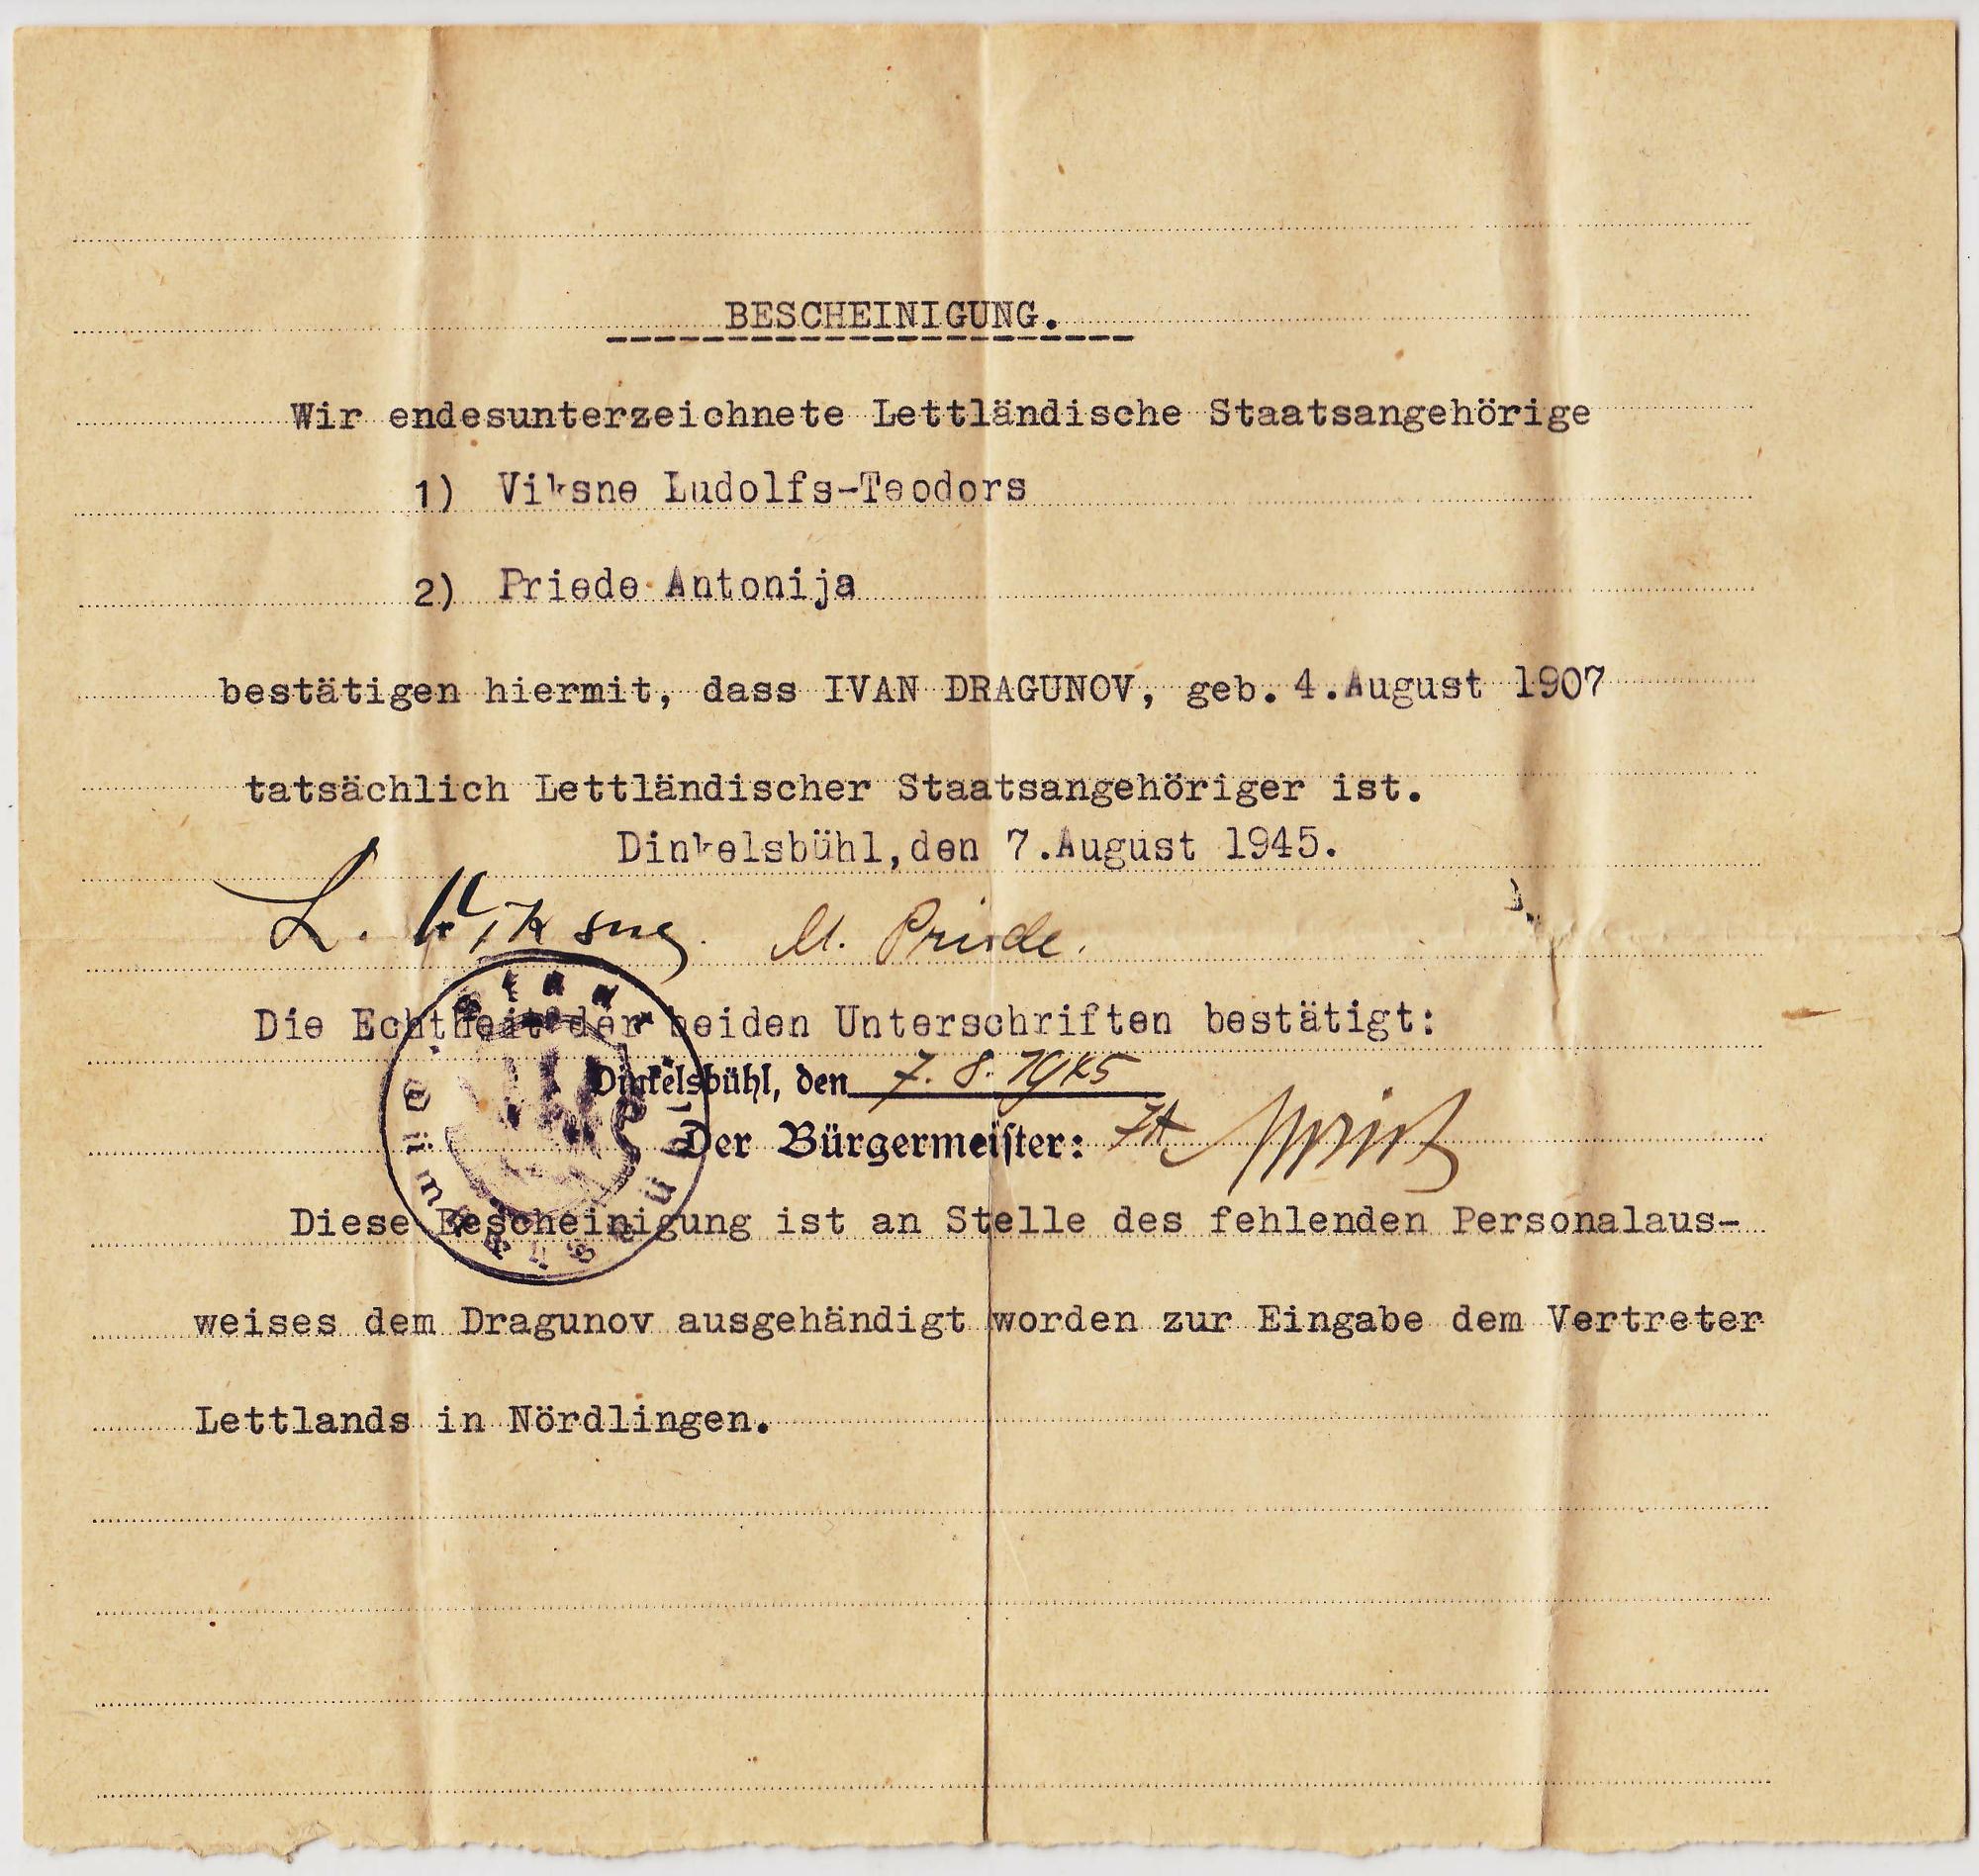 BESCHEINIGUNG.
Wir endesunterzeichnete Lettländische Staatsangehörige
1) Viksne Ludolfs-Teodors
2) Priede Antonija
bestätigen hiermit, dass IVAN DRAGUNOV, geb. 4.August 1907
tatsächlich Lettländischer Staatsangehöriger ist.
Dinkelsbühl,den 7.August 1945.
L. Viksne. A. Priede.
Die Echtheit der beiden Unterschriften bestätigt:
Dinkelsbühl, den 7. 8. 1945
Der Bürgermeister:
Diese Bescheinigung ist an Stelle des fehlenden Personalaus-
weises dem Dragunov ausgehändigt worden zur Eingabe dem Vertreter
Lettlands in Nördlingen.